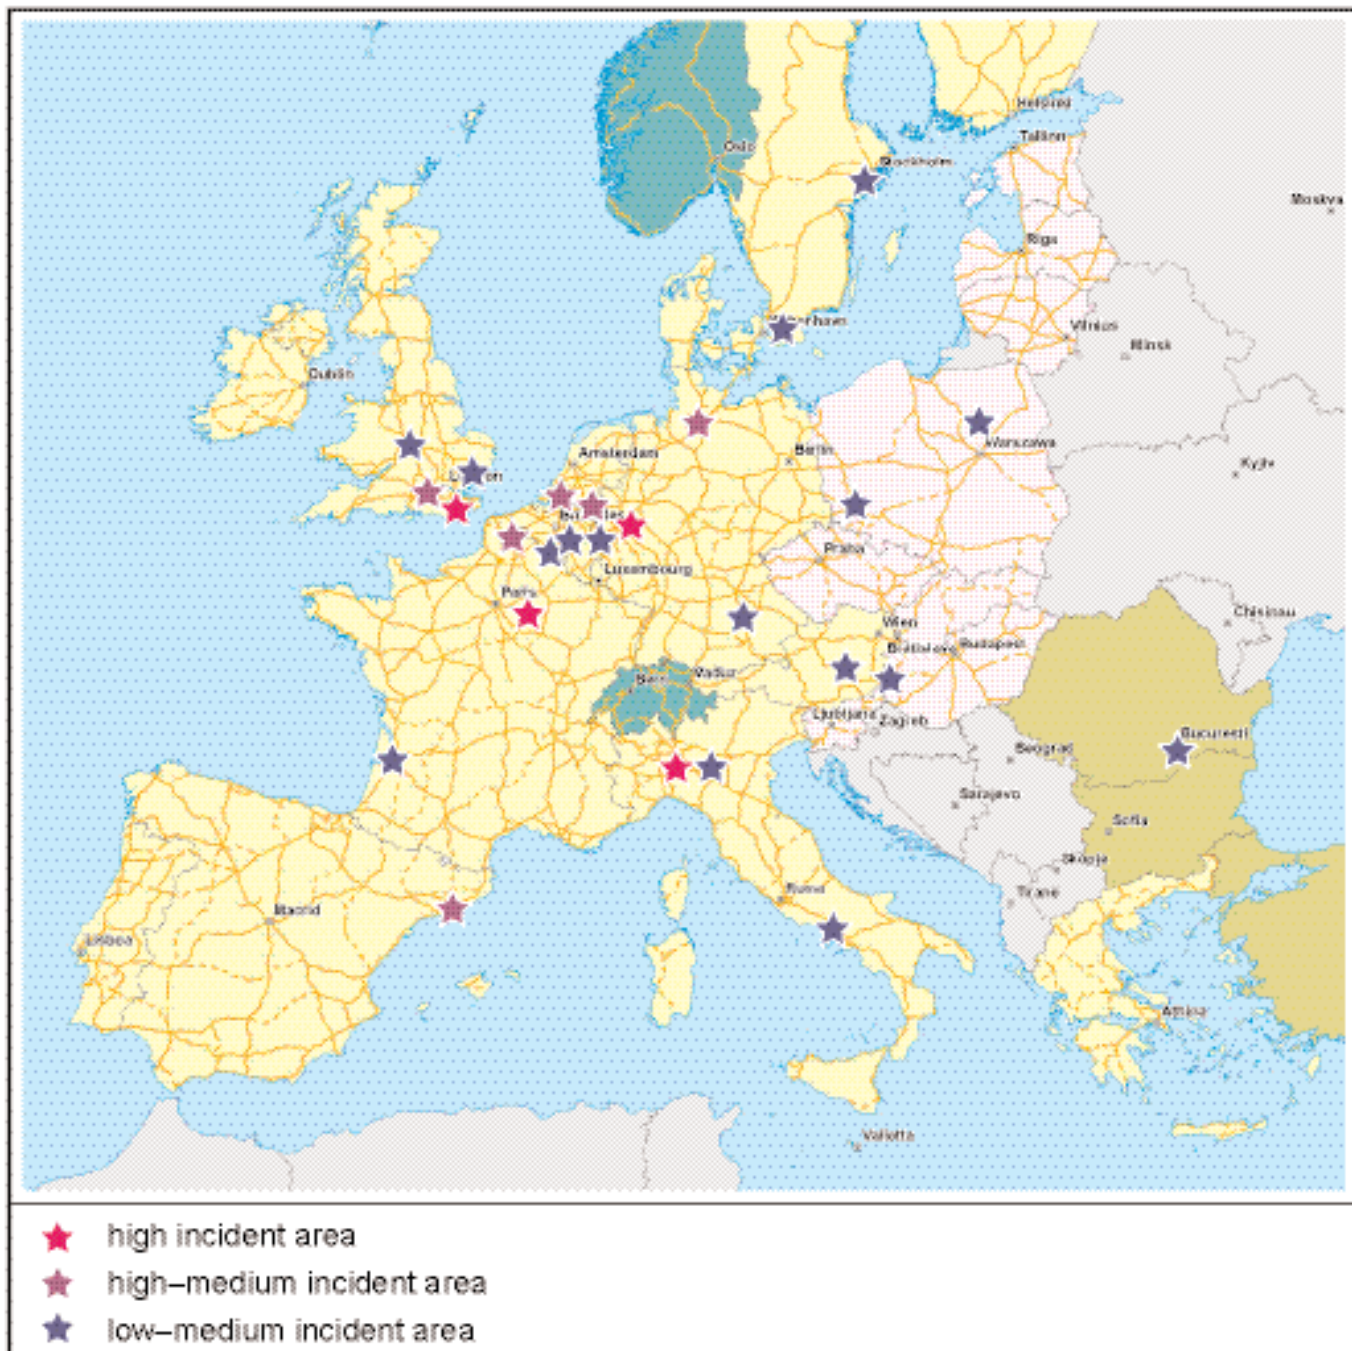 Helsinki
Tallinn
Oslo
Stockholm
Moskva
Riga
Vilnius
Minsk
Dublin
Amsterdam
Berlin
Warszawa
Kyjiv
Praha
Luxembourg
Paris
Chisinau
Wien
Bratislava
Budapest
Bern
Vaduz
Ljubljana
Zagreb
Bucuresti
Beograd
Sarajevo
Sofia
Skopje
Tirane
Roma
Madrid
Lisboa
Athina
Valletta
high incident area
high–medium incident area
low–medium incident area